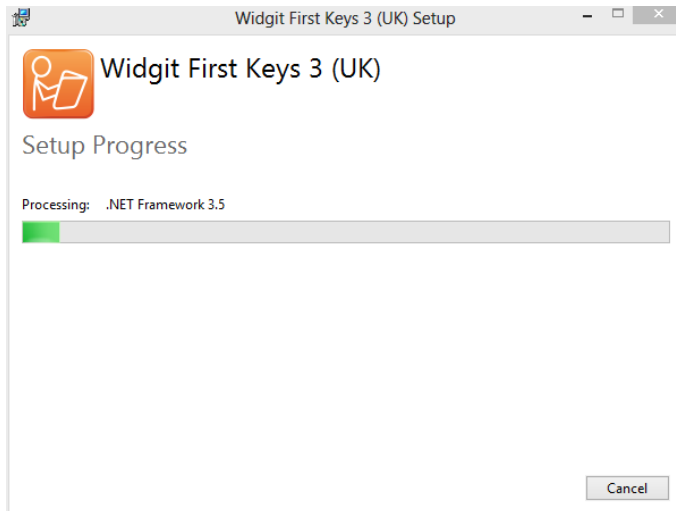 Widgit First Keys 3 (UK) Setup
Widgit First Keys 3 (UK)
Setup Progress
Processing: .NET Framework 3.5
Cancel